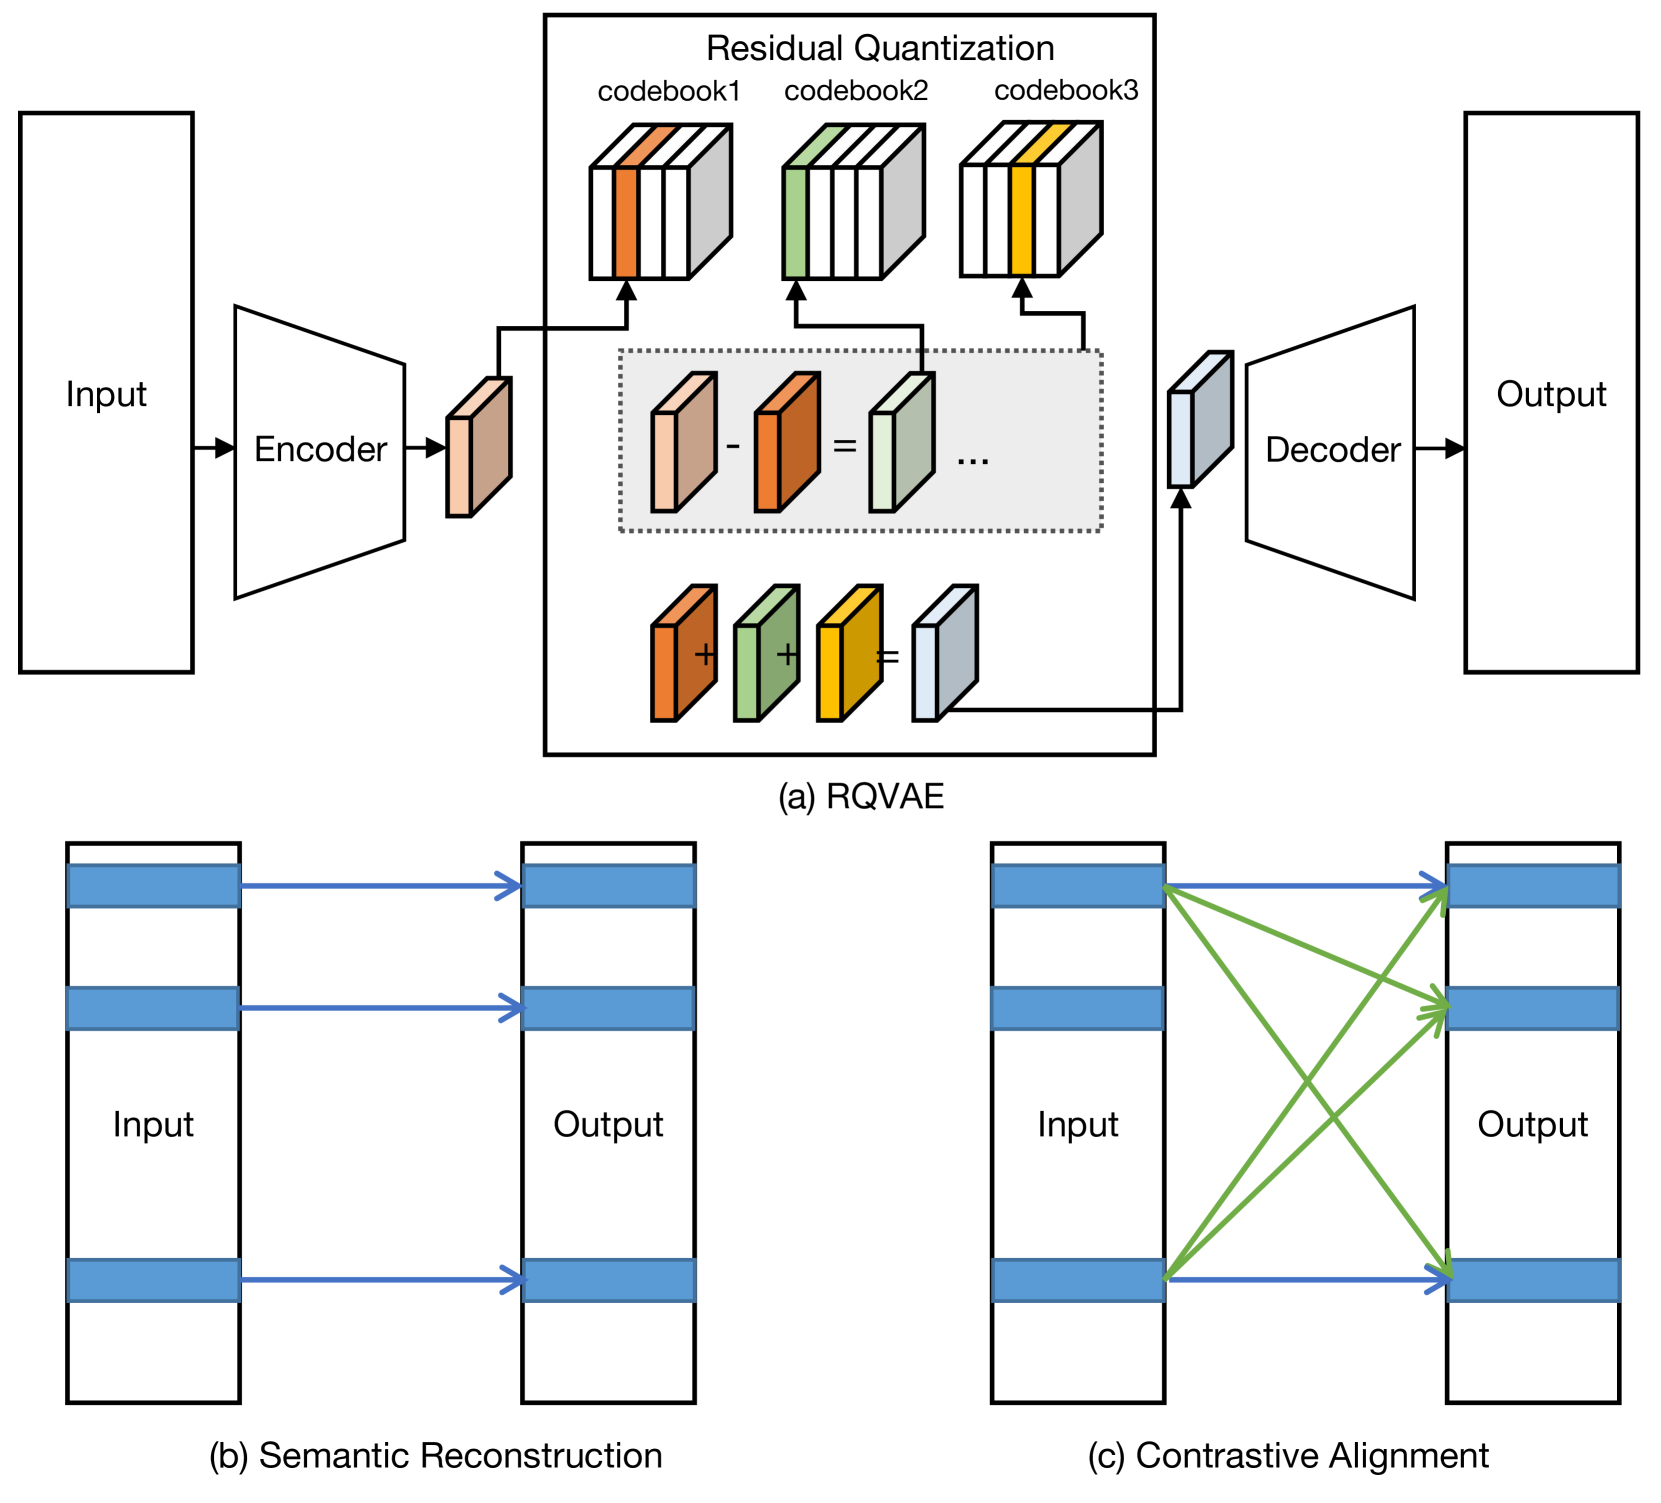 Residual Quantization
codebook1 codebook2 codebook3
Input
Encoder
- = ...
Decoder
Output
+ + =
(a) RQVAE
Input
Output
Input
Output
(b) Semantic Reconstruction
(c) Contrastive Alignment